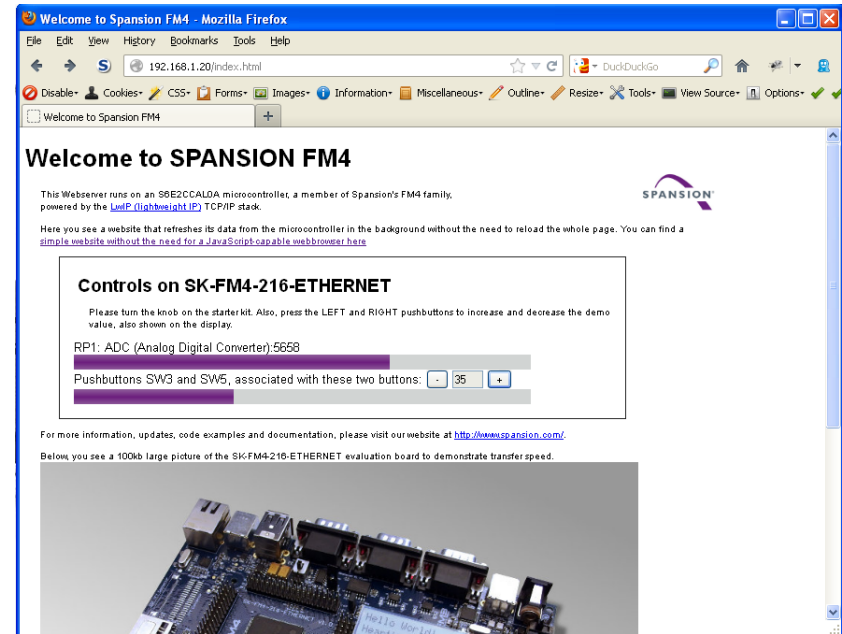 Welcome to Spansion FM4 - Mozilla Firefox
File Edit View History Bookmarks Tools Help
S 192.168.1.20/index.html DuckDuckGo
Disable Cookies CSS Forms Images Information Miscellaneous Outline Resize Tools View Source Options
Welcome to Spansion FM4 +
Welcome to SPANSION FM4
SPANSION
This Webserver runs on an S6E2CCAL0A microcontroller, a member of Spansion's FM4 family,
powered by the LwIP (lightweight IP) TCP/IP stack.
Here you see a website that refreshes its data from the microcontroller in the background without the need to reload the whole page. You can find a
simple website without the need for a JavaScript-capable webbrowser here
Controls on SK-FM4-216-ETHERNET
Please turn the knob on the starter kit. Also, press the LEFT and RIGHT pushbuttons to increase and decrease the demo
value, also shown on the display.
RP1: ADC (Analog Digital Converter):5658
Pushbuttons SW3 and SW5, associated with these two buttons: - 35 +
For more information, updates, code examples and documentation, please visit our website at http://www.spansion.com/.
Below, you see a 100kb large picture of the SK-FM4-216-ETHERNET evaluation board to demonstrate transfer speed.
Hello World!